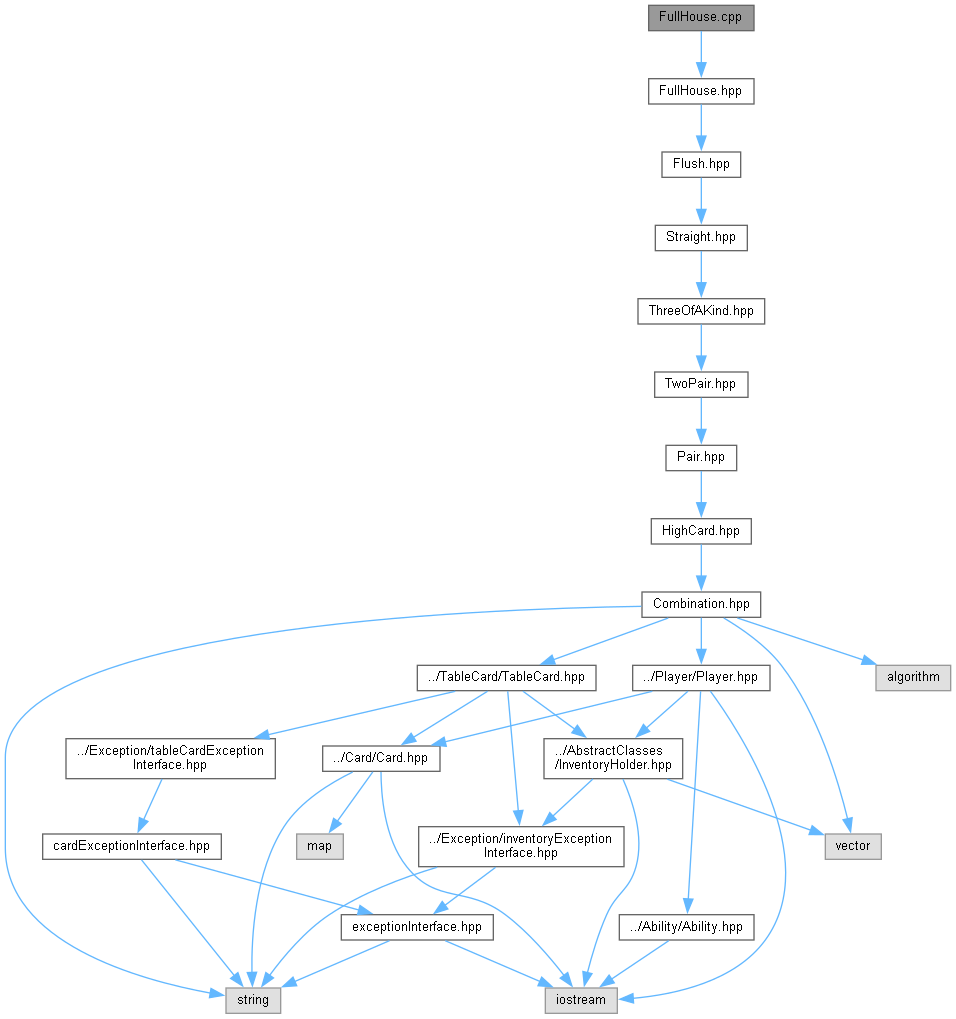 FullHouse.cpp
FullHouse.hpp
Flush.hpp
Straight.hpp
ThreeOfAKind.hpp
TwoPair.hpp
Pair.hpp
HighCard.hpp
Combination.hpp
../TableCard/TableCard.hpp
../Player/Player.hpp
algorithm
../Exception/tableCardException
Interface.hpp
../Card/Card.hpp
../AbstractClasses
/InventoryHolder.hpp
cardExceptionInterface.hpp
map
../Exception/inventoryException
Interface.hpp
vector
exceptionInterface.hpp
../Ability/Ability.hpp
string
iostream